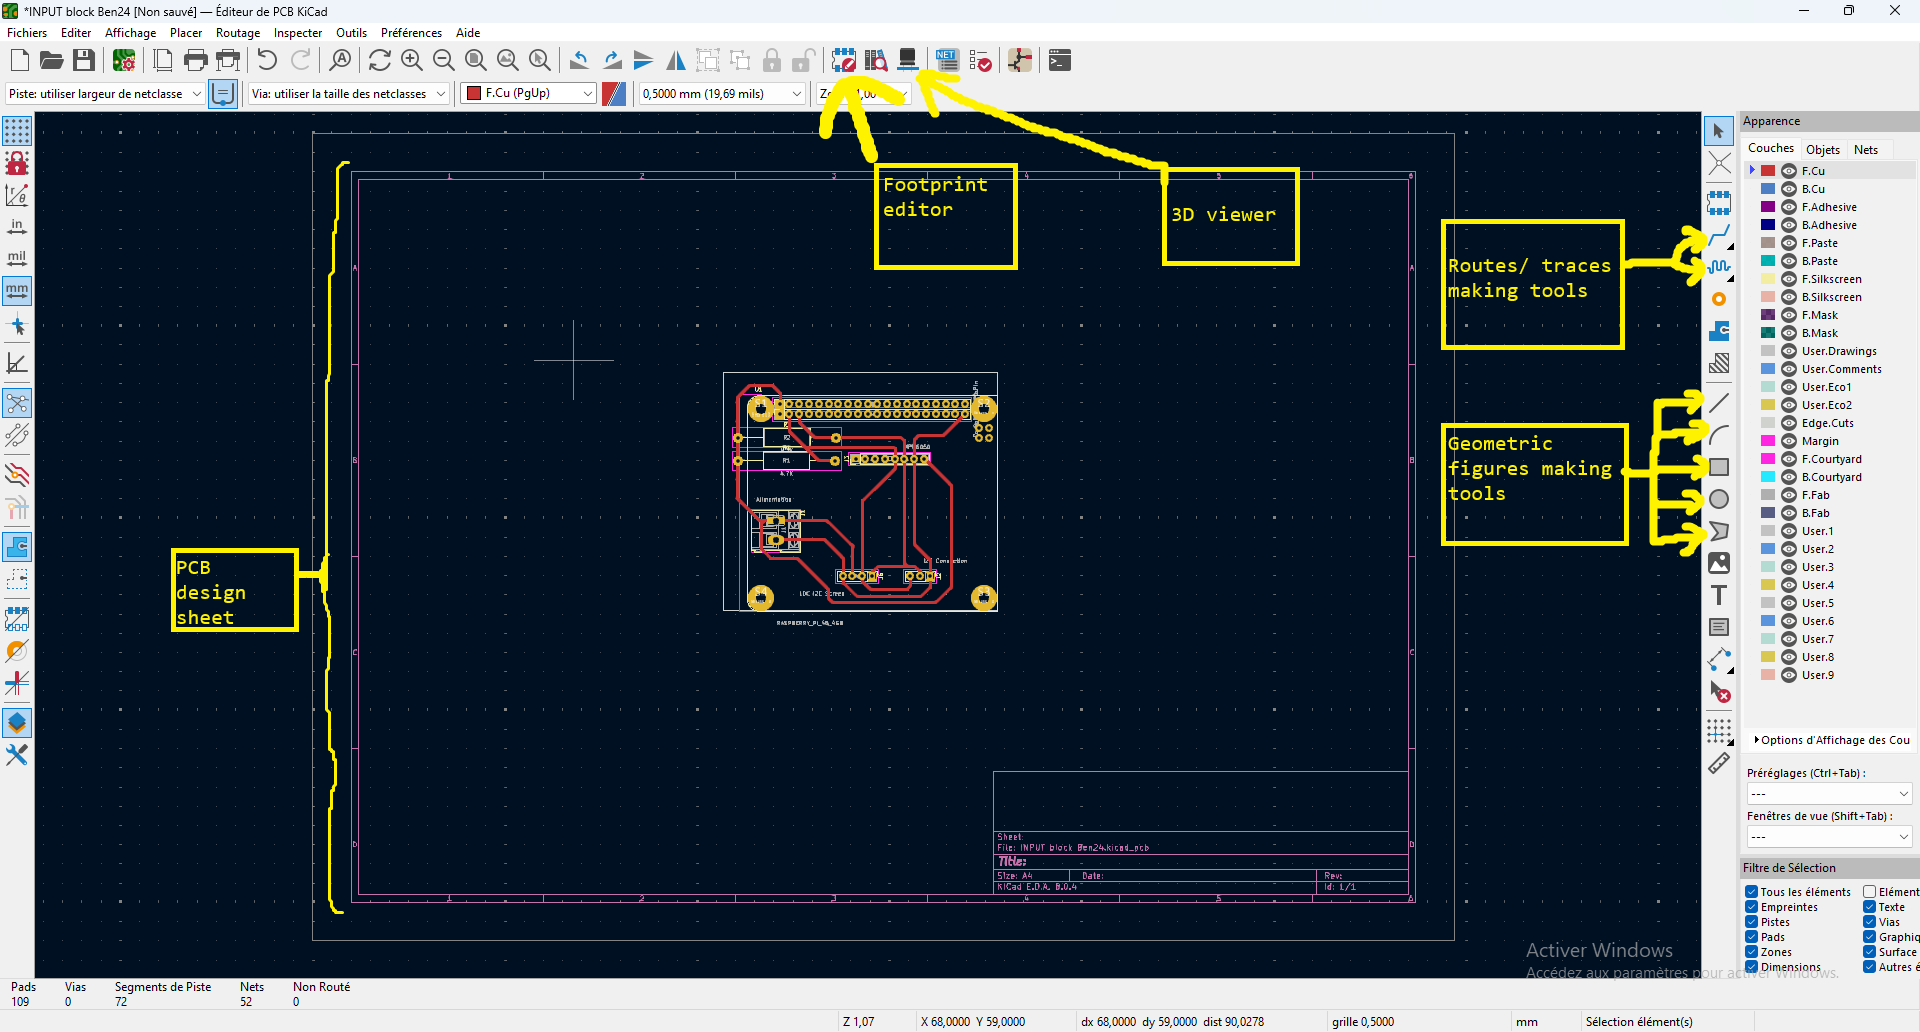 *INPUT block Ben24 [Non sauvé] — Éditeur de PCB KiCad
Fichiers Editer Affichage Placer Routage Inspecter Outils Préférences Aide
Piste: utiliser largeur de netclasse Via: utiliser la taille des netclasses F.Cu (PgUp) 0,5000 mm (19,69 mils)
Footprint
editor
3D viewer
Routes/ traces
making tools
Geometric
figures making
tools
PCB
design
sheet
in
mil
mm
Apparence
Couches Objets Nets
F.Cu
B.Cu
F.Adhesive
B.Adhesive
F.Paste
B.Paste
F.Silkscreen
B.Silkscreen
F.Mask
B.Mask
User.Drawings
User.Comments
User.Eco1
User.Eco2
Edge.Cuts
Margin
F.Courtyard
B.Courtyard
F.Fab
B.Fab
User.1
User.2
User.3
User.4
User.5
User.6
User.7
User.8
User.9
Options d'Affichage des Cou
Préréglages (Ctrl+Tab) :
---
Fenêtres de vue (Shift+Tab) :
---
Filtre de Sélection
Tous les éléments Elément
Empreintes Texte
Pistes Vias
Pads Graphiq
Zones Surface
Dimensions Autres é
R2
R1
4.7K
Alimentation
I2C Connection
LDC I2C Screen
RASPBERRY_PI_4B_4GB
Sheet:
File: INPUT block Ben24.kicad_pcb
Title:
Size: A4 Date: Rev:
KiCad E.D.A. 8.0.4 Id: 1/1
Activer Windows
Accédez aux paramètres pour activer Windows.
Pads Vias Segments de Piste Nets Non Routé
109 0 72 52 0
Z 1,07 X 68,0000 Y 59,0000 dx 68,0000 dy 59,0000 dist 90,0278 grille 0,5000 mm Sélection élément(s)